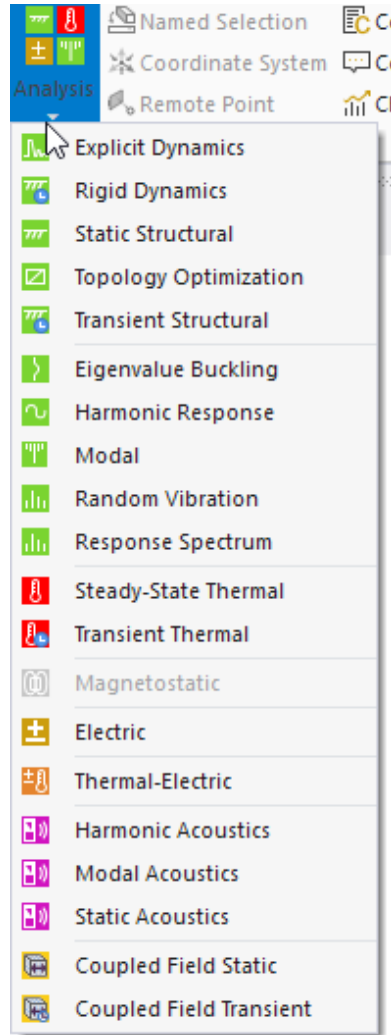 Named Selection
Coordinate System
Analysis
Remote Point
Explicit Dynamics
Rigid Dynamics
Static Structural
Topology Optimization
Transient Structural
Eigenvalue Buckling
Harmonic Response
Modal
Random Vibration
Response Spectrum
Steady-State Thermal
Transient Thermal
Magnetostatic
Electric
Thermal-Electric
Harmonic Acoustics
Modal Acoustics
Static Acoustics
Coupled Field Static
Coupled Field Transient